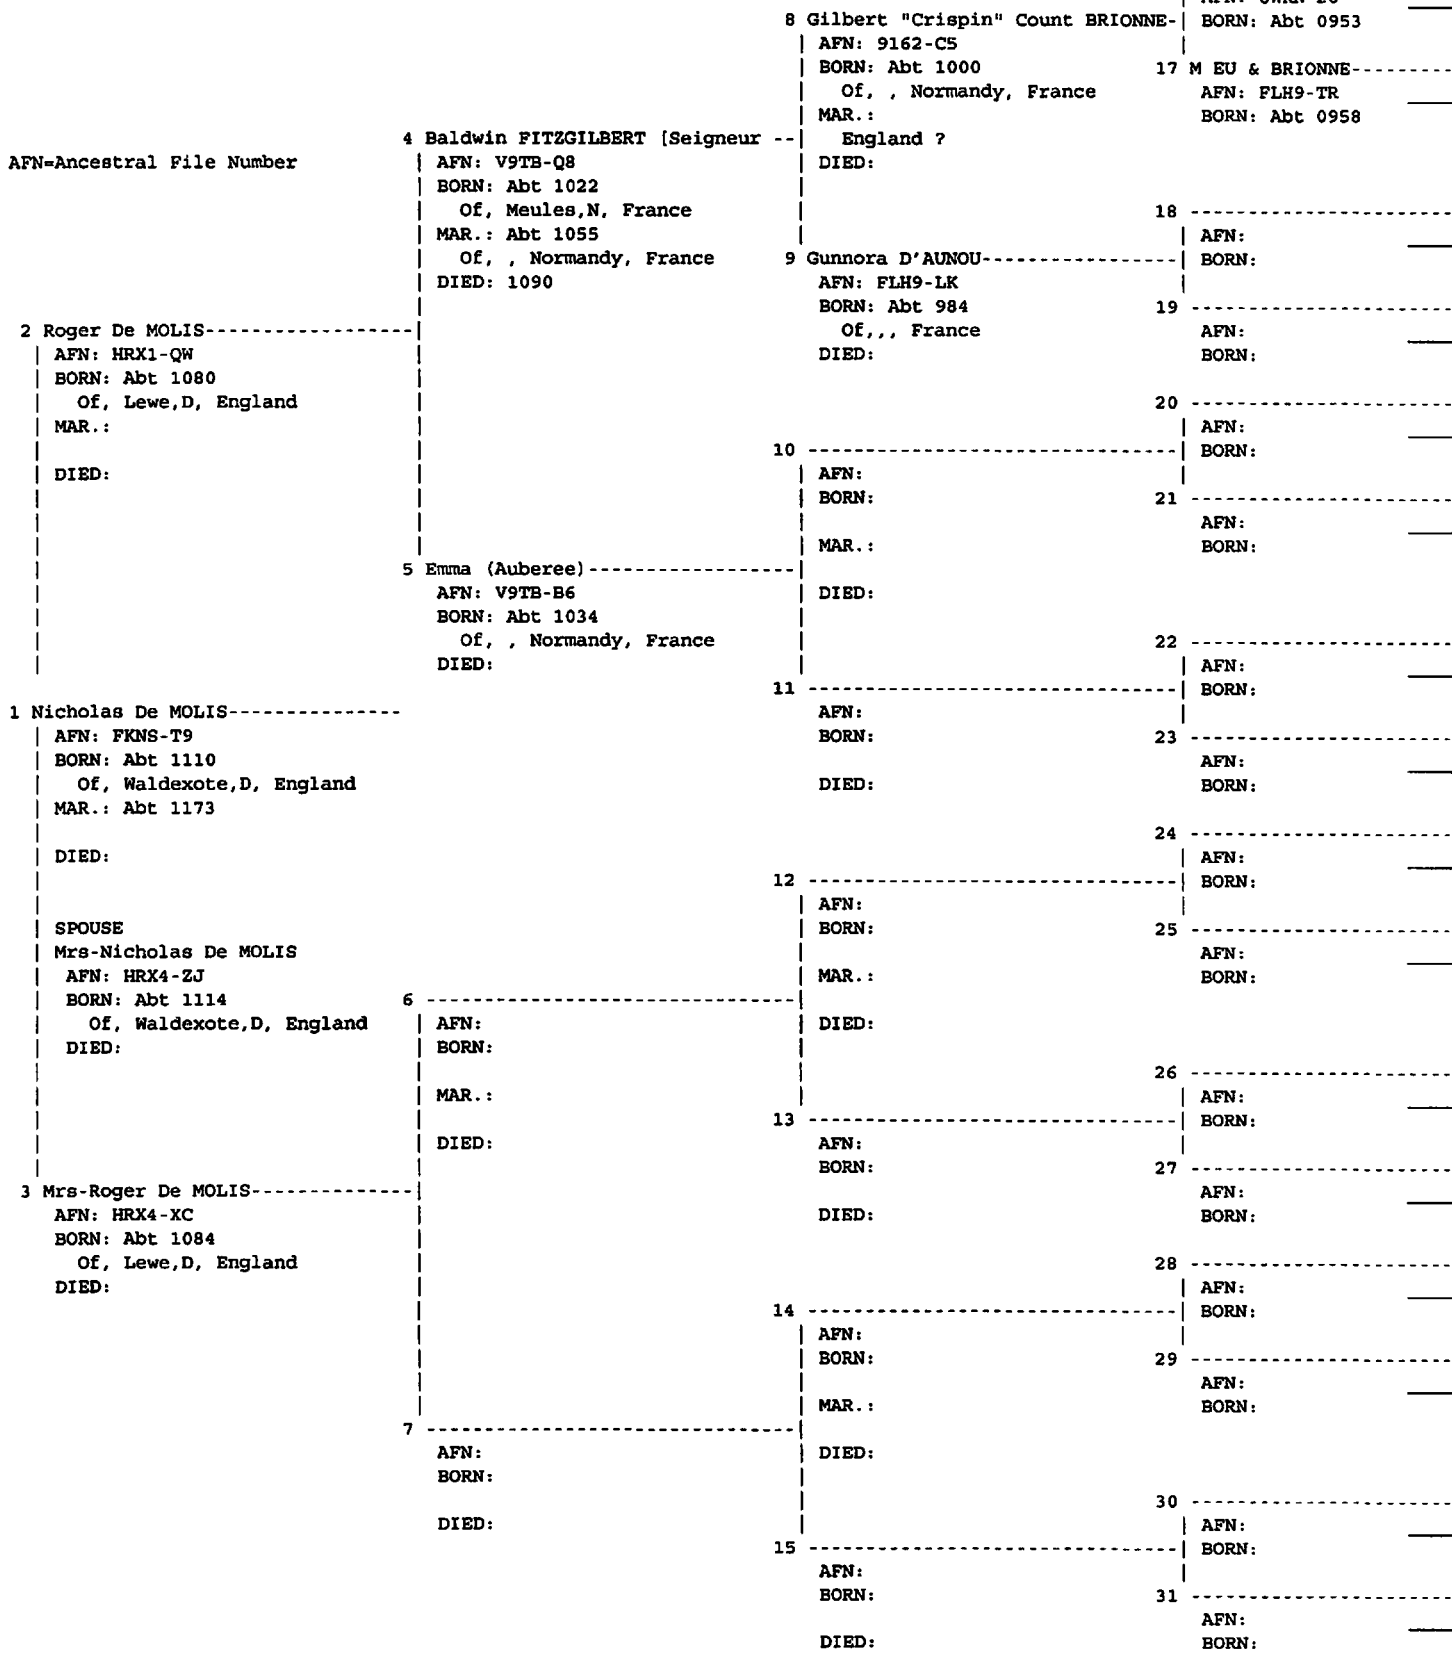 8 Gilbert "Crispin" Count BRIONNE-
AFN: 9162-C5
BORN: Abt 1000
Of, , Normandy, France
MAR.:
England ?
DIED:
BORN: Abt 0953
17 M EU & BRIONNE---------
AFN: FLH9-TR
BORN: Abt 0958
AFN=Ancestral File Number
4 Baldwin FITZGILBERT [Seigneur --
AFN: V9TB-Q8
BORN: Abt 1022
Of, Meules,N, France
MAR.: Abt 1055
Of, , Normandy, France
DIED: 1090
18
AFN:
BORN:
9 Gunnora D'AUNOU----------------
AFN: FLH9-LK
BORN: Abt 984
Of,,, France
DIED:
19
AFN:
BORN:
2 Roger De MOLIS-----------------
AFN: HRX1-QW
BORN: Abt 1080
Of, Lewe,D, England
MAR.:
DIED:
20
AFN:
BORN:
10
AFN:
BORN:
MAR.:
DIED:
21
AFN:
BORN:
5 Emma (Auberee)-----------------
AFN: V9TB-B6
BORN: Abt 1034
Of, , Normandy, France
DIED:
22
AFN:
BORN:
11
AFN:
BORN:
DIED:
23
AFN:
BORN:
1 Nicholas De MOLIS--------------
AFN: FKNS-T9
BORN: Abt 1110
Of, Waldexote,D, England
MAR.: Abt 1173
DIED:
SPOUSE
Mrs-Nicholas De MOLIS
AFN: HRX4-ZJ
BORN: Abt 1114
Of, Waldexote,D, England
DIED:
24
AFN:
BORN:
12
AFN:
BORN:
MAR.:
DIED:
25
AFN:
BORN:
6
AFN:
BORN:
MAR.:
DIED:
26
AFN:
BORN:
13
AFN:
BORN:
DIED:
27
AFN:
BORN:
3 Mrs-Roger De MOLIS-------------
AFN: HRX4-XC
BORN: Abt 1084
Of, Lewe,D, England
DIED:
28
AFN:
BORN:
14
AFN:
BORN:
MAR.:
DIED:
29
AFN:
BORN:
7
AFN:
BORN:
DIED:
30
AFN:
BORN:
15
AFN:
BORN:
DIED:
31
AFN:
BORN: